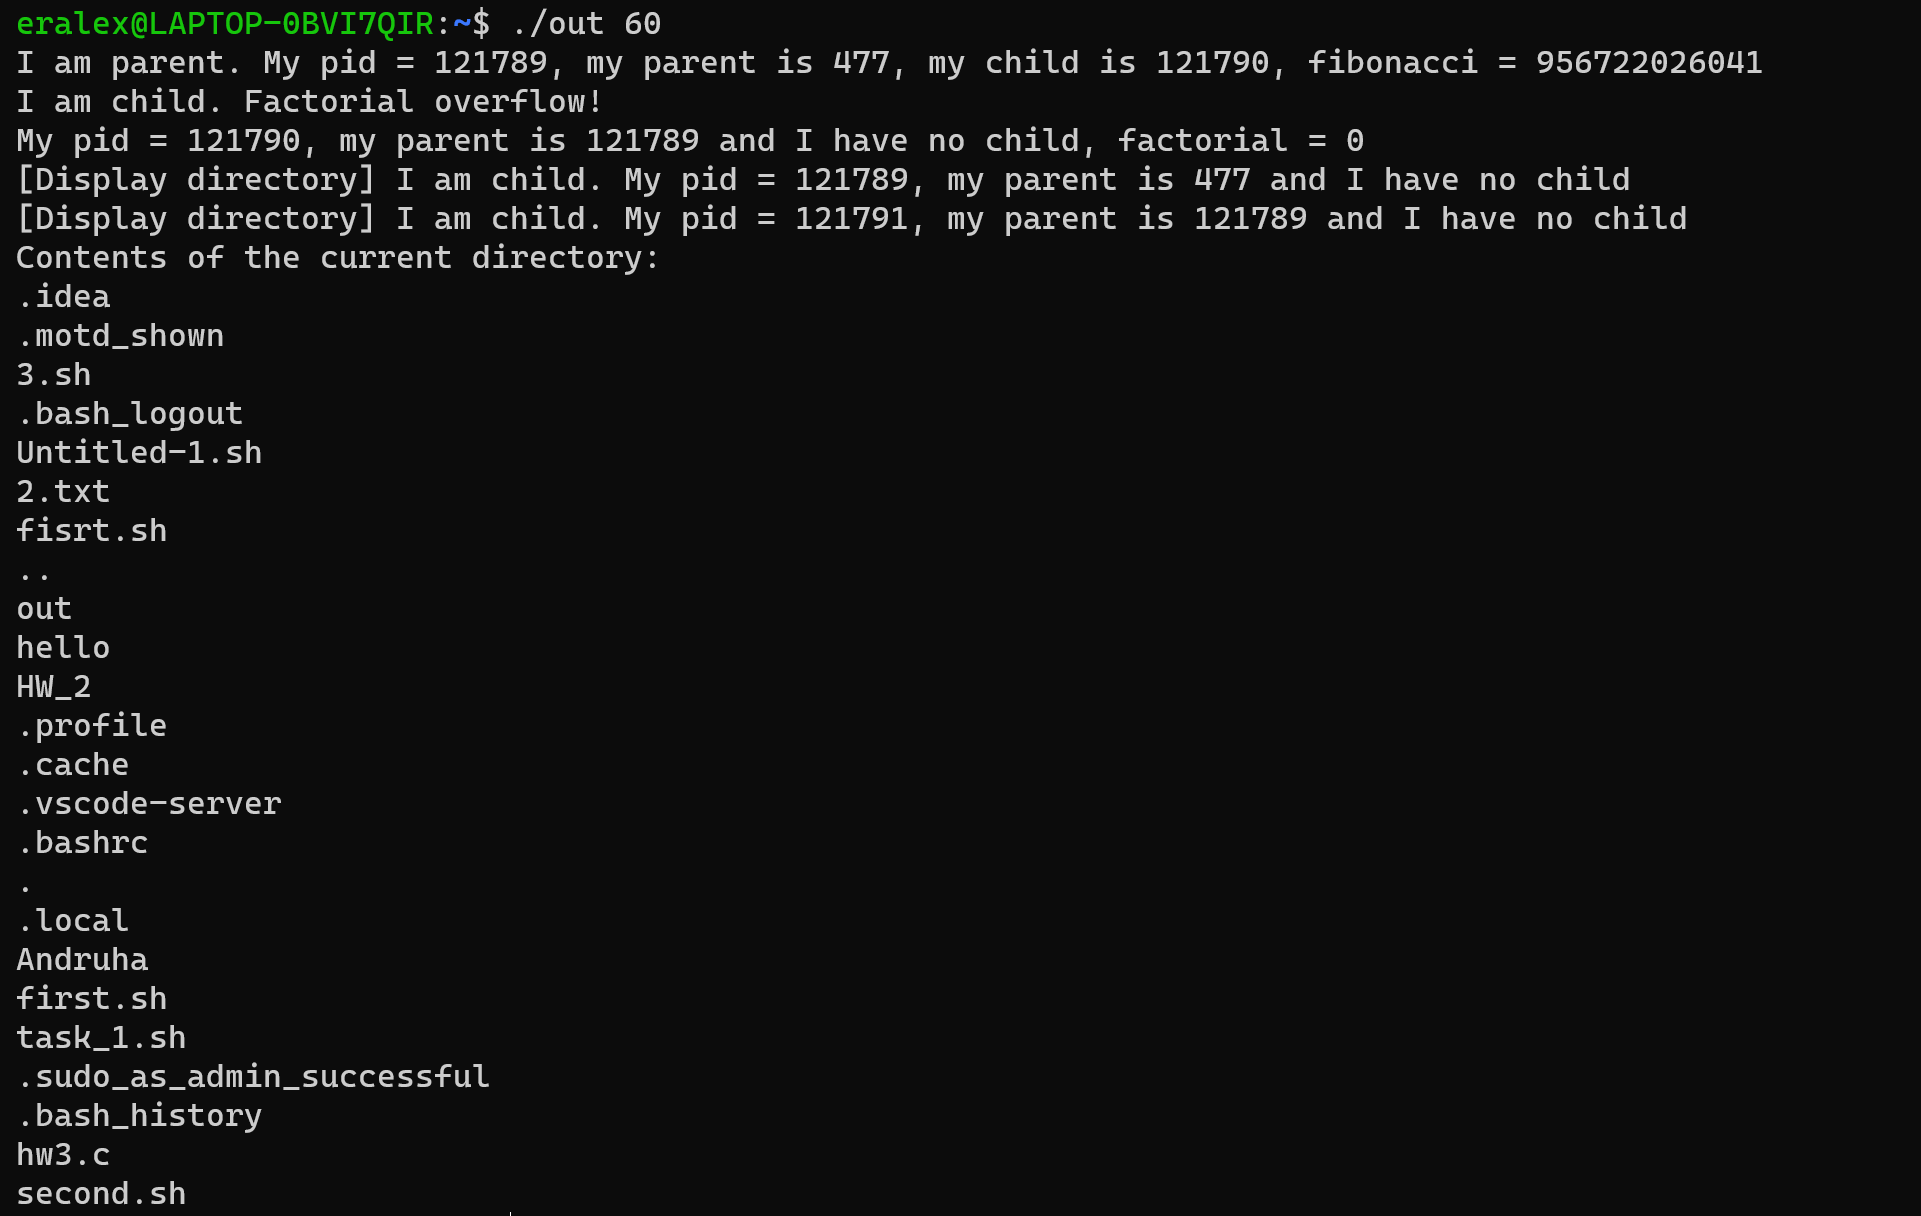 eralex@LAPTOP-0BVI7QIR:~$ ./out 60
I am parent. My pid = 121789, my parent is 477, my child is 121790, fibonacci = 956722026041
I am child. Factorial overflow!
My pid = 121790, my parent is 121789 and I have no child, factorial = 0
[Display directory] I am child. My pid = 121789, my parent is 477 and I have no child
[Display directory] I am child. My pid = 121791, my parent is 121789 and I have no child
Contents of the current directory:
.idea
.motd_shown
3.sh
.bash_logout
Untitled-1.sh
2.txt
fisrt.sh
..
out
hello
HW_2
.profile
.cache
.vscode-server
.bashrc
.
.local
Andruha
first.sh
task_1.sh
.sudo_as_admin_successful
.bash_history
hw3.c
second.sh